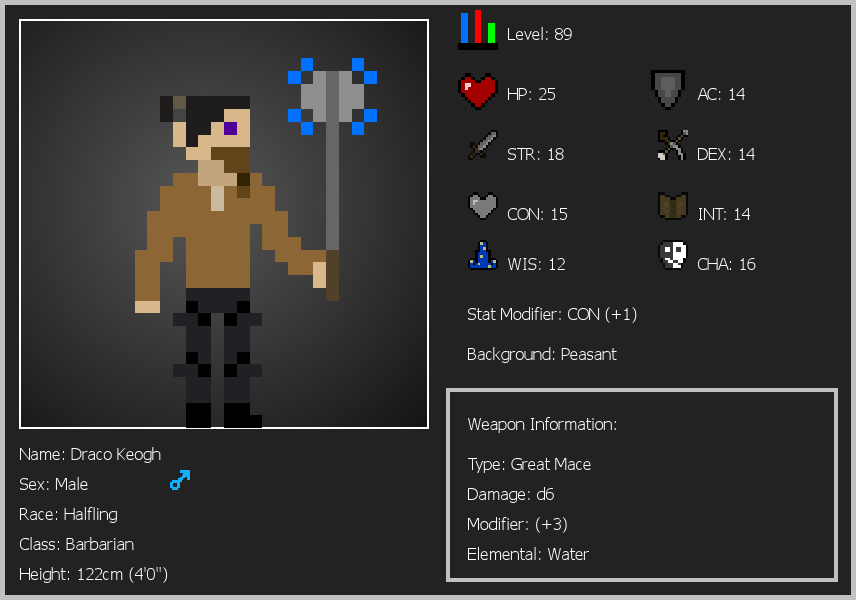 Level: 89
HP: 25
AC: 14
STR: 18
DEX: 14
CON: 15
INT: 14
WIS: 12
CHA: 16
Stat Modifier: CON (+1)
Background: Peasant
Weapon Information:
Type: Great Mace
Damage: d6
Modifier: (+3)
Elemental: Water
Name: Draco Keogh
Sex: Male
Race: Halfling
Class: Barbarian
Height: 122cm (4'0")